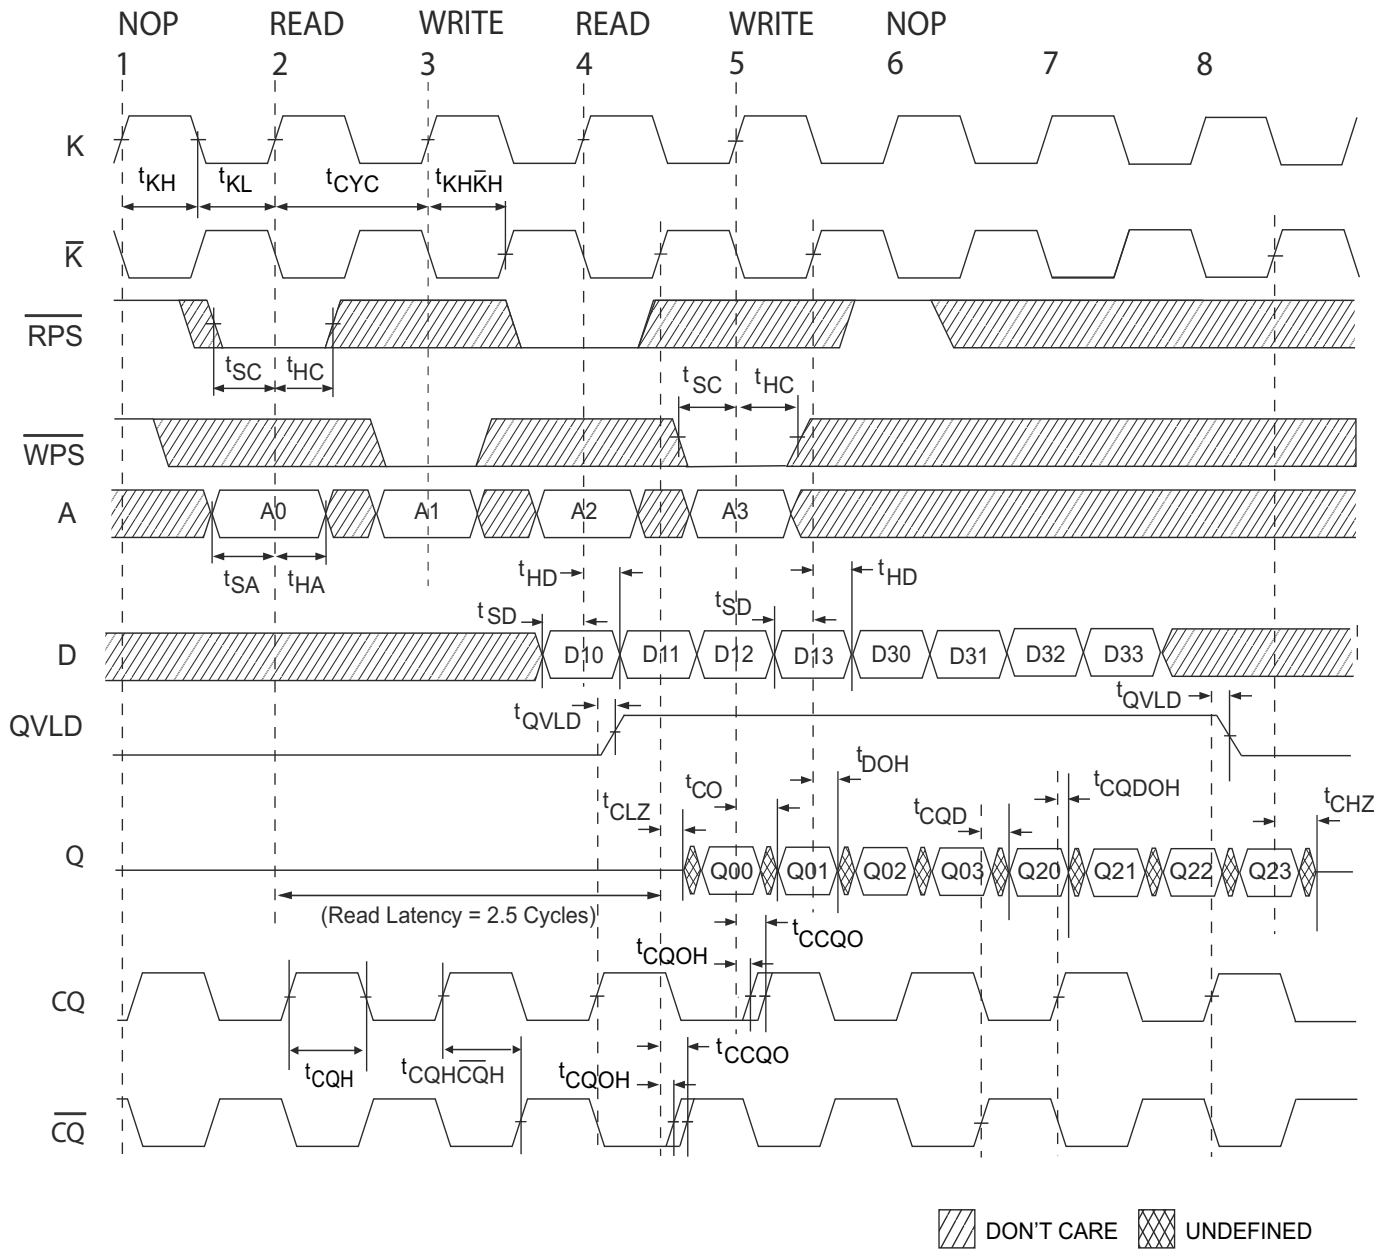 NOP READ WRITE READ WRITE NOP
1 2 3 4 5 6 7 8
K
tKH tKL tCYC tKHK̅H
K̅
R̅P̅S̅
tSC tHC tSC tHC
W̅P̅S̅
A A0 A1 A2 A3
tSA tHA tHD tHD
tSD tSD
D D10 D11 D12 D13 D30 D31 D32 D33
QVLD tQVLD tQVLD
tDOH
tCLZ tCO tCQD tCQDOH tCHZ
Q Q00 Q01 Q02 Q03 Q20 Q21 Q22 Q23
(Read Latency = 2.5 Cycles)
tCQOH tCCQO
CQ
tCQH tCQHC̅Q̅H tCQOH tCCQO
C̅Q̅
DON'T CARE UNDEFINED